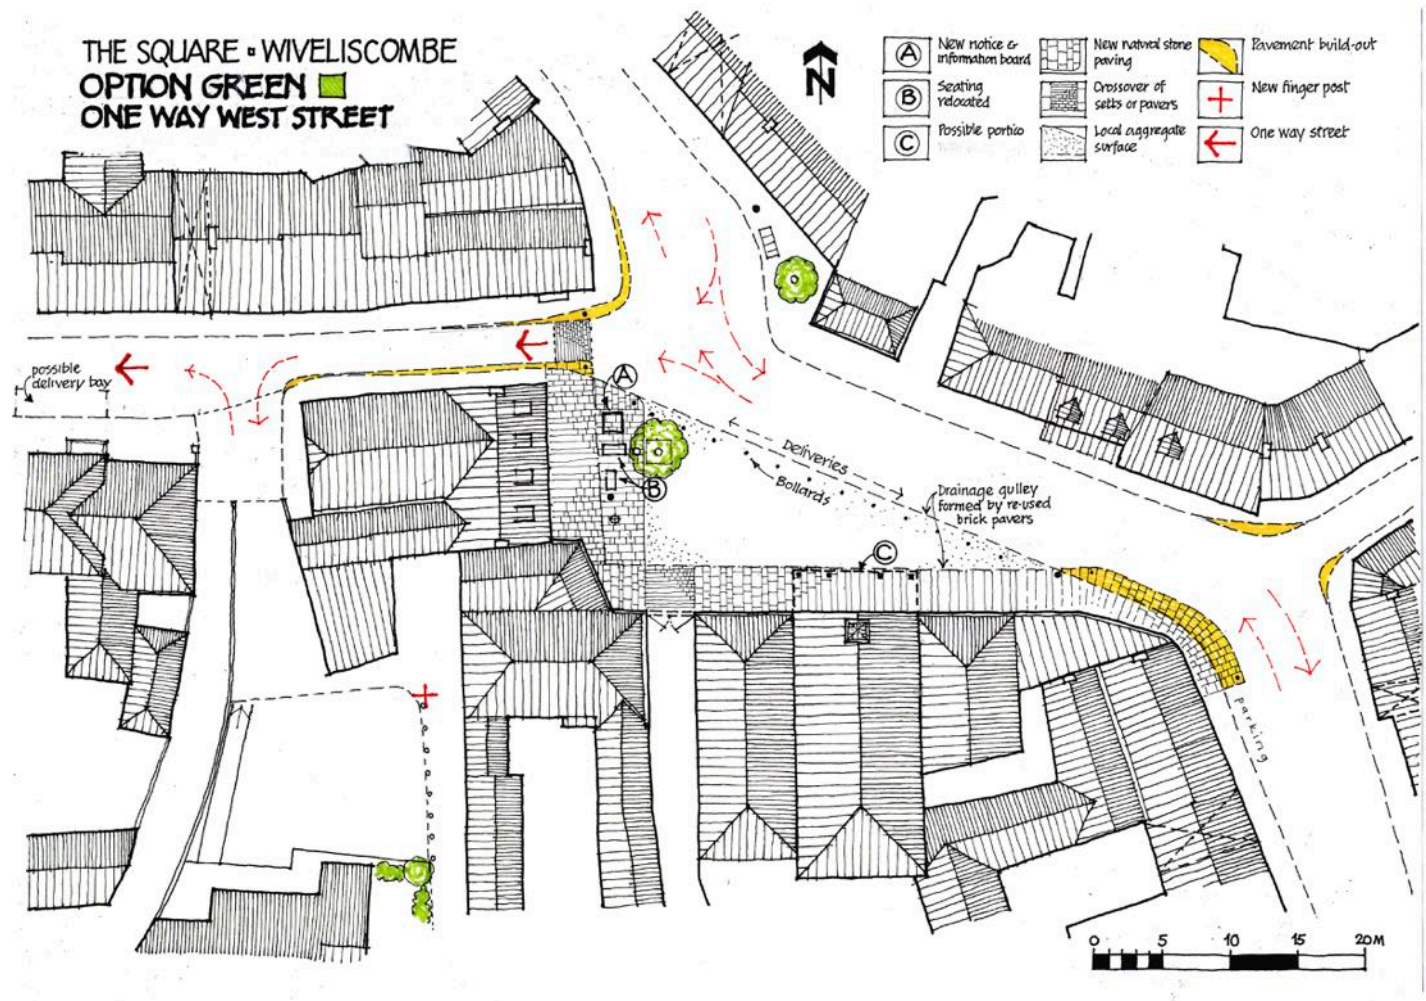 THE SQUARE ▫ WIVELISCOMBE
OPTION GREEN
ONE WAY WEST STREET
N
A
New notice &
information board
B
Seating
relocated
C
Possible portico
New natural stone
paving
Crossover of
setts or pavers
Local aggregate
surface
Pavement build-out
New finger post
One way street
possible
delivery bay
A
B
Deliveries
Bollards
Drainage gulley
formed by re-used
brick pavers
C
parking
0 5 10 15 20M